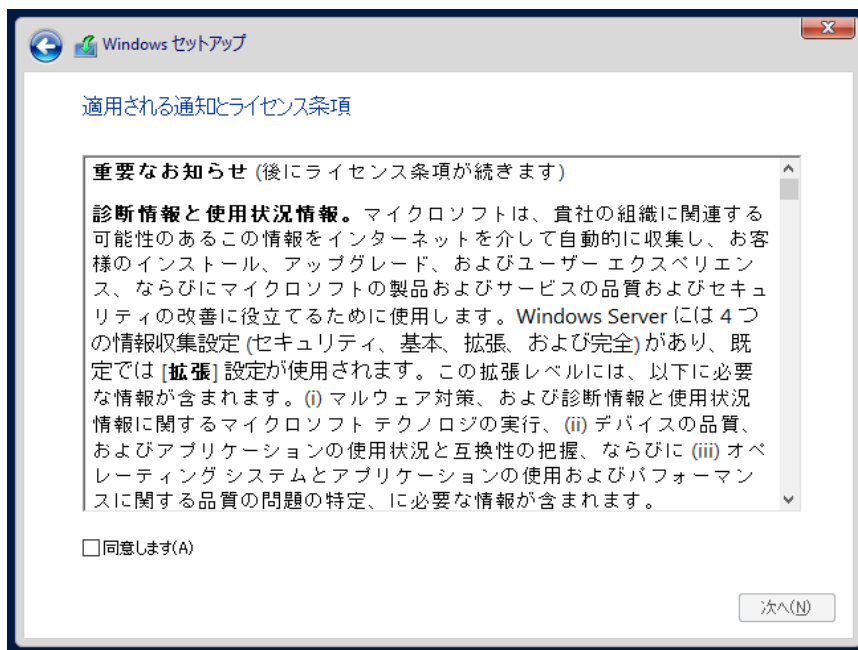 Windows セットアップ
適用される通知とライセンス条項
重要なお知らせ (後にライセンス条項が続きます)
診断情報と使用状況情報。マイクロソフトは、貴社の組織に関連する
可能性のあるこの情報をインターネットを介して自動的に収集し、お客
様のインストール、アップグレード、およびユーザー エクスペリエン
ス、ならびにマイクロソフトの製品およびサービスの品質およびセキュ
リティの改善に役立てるために使用します。Windows Server には 4 つ
の情報収集設定 (セキュリティ、基本、拡張、および完全) があり、既
定では [拡張] 設定が使用されます。この拡張レベルには、以下に必要
な情報が含まれます。(i) マルウェア対策、および診断情報と使用状況
情報に関するマイクロソフト テクノロジの実行、(ii) デバイスの品質、
およびアプリケーションの使用状況と互換性の把握、ならびに (iii) オペ
レーティング システムとアプリケーションの使用およびパフォーマン
スに関する品質の問題の特定、に必要な情報が含まれます。
同意します(A)
次へ(N)